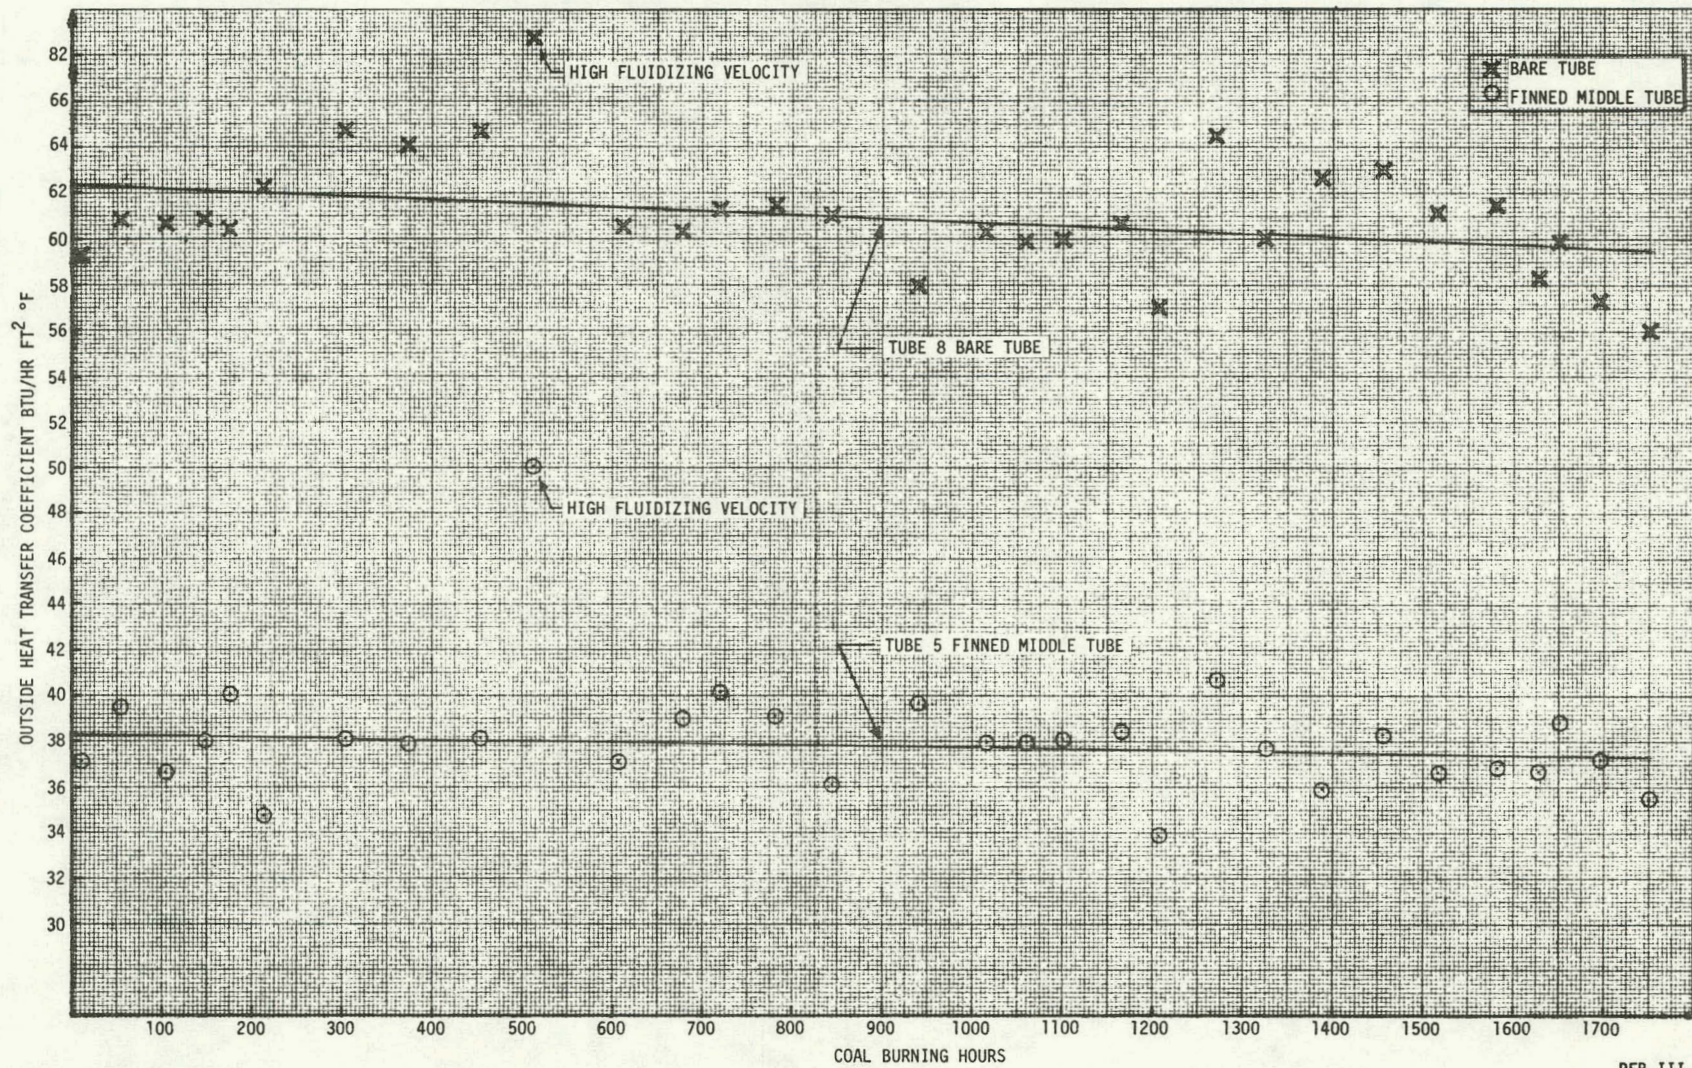 82
66
64
62
60
58
56
54
52
50
48
46
44
42
40
38
36
34
32
30
OUTSIDE HEAT TRANSFER COEFFICIENT BTU/HR FT² °F
HIGH FLUIDIZING VELOCITY
BARE TUBE
FINNED MIDDLE TUBE
TUBE 8 BARE TUBE
HIGH FLUIDIZING VELOCITY
TUBE 5 FINNED MIDDLE TUBE
100 200 300 400 500 600 700 800 900 1000 1100 1200 1300 1400 1500 1600 1700
COAL BURNING HOURS